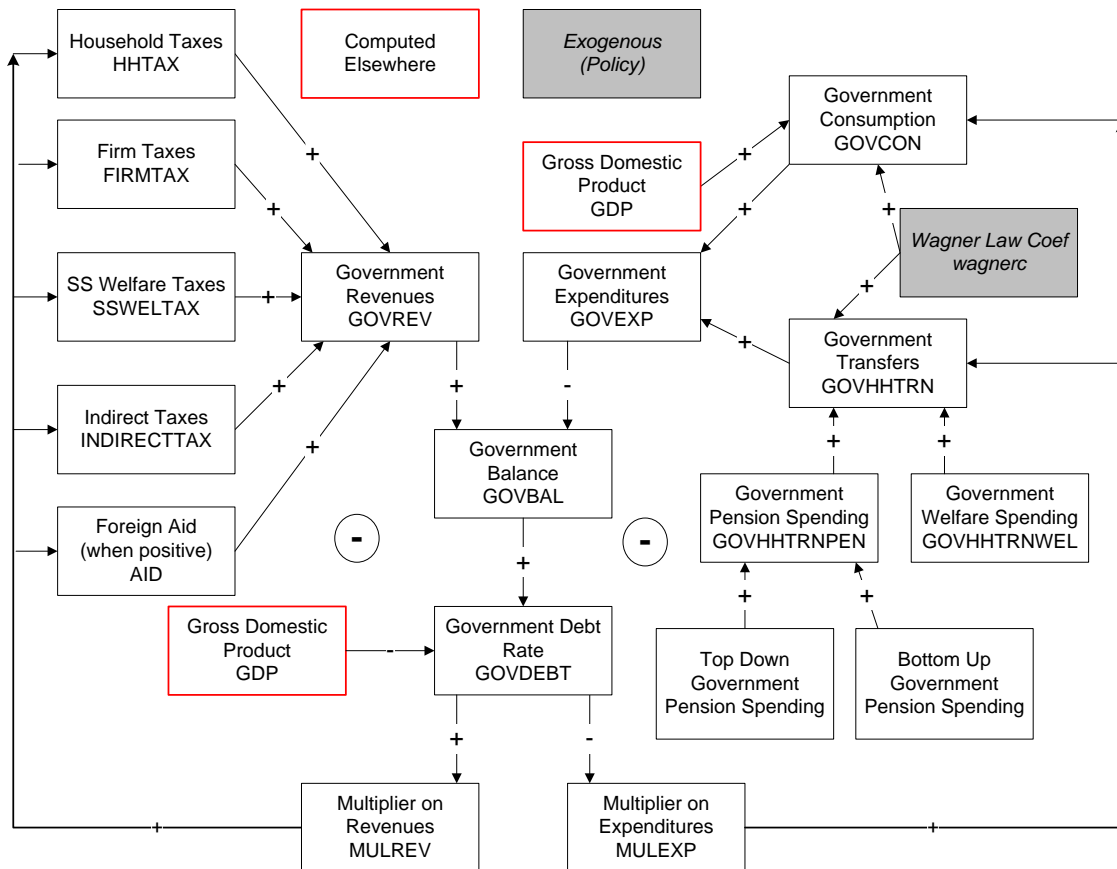 Household Taxes
HHTAX
Computed
Elsewhere
Exogenous
(Policy)
Government
Consumption
GOVCON
Firm Taxes
FIRMTAX
Gross Domestic
Product
GDP
Wagner Law Coef
wagnerc
SS Welfare Taxes
SSWELTAX
Government
Revenues
GOVREV
Government
Expenditures
GOVEXP
Government
Transfers
GOVHHTRN
Indirect Taxes
INDIRECTTAX
Government
Balance
GOVBAL
Government
Pension Spending
GOVHHTRNPEN
Government
Welfare Spending
GOVHHTRNWEL
Foreign Aid
(when positive)
AID
Gross Domestic
Product
GDP
Government Debt
Rate
GOVDEBT
Top Down
Government
Pension Spending
Bottom Up
Government
Pension Spending
Multiplier on
Revenues
MULREV
Multiplier on
Expenditures
MULEXP
+
+
+
+
+
+
+
+
+
+
+
-
+
+
-
-
+
+
+
-
+
-
+
+